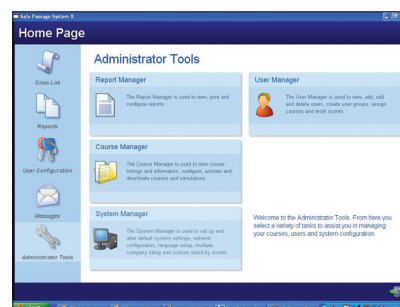 Safe Passage System X
Home Page
Class List
Reports
User Configuration
Messages
Administrator Tools
Administrator Tools
Report Manager
The Report Manager is used to view, print and
configure reports.
User Manager
The User Manager is used to view, add, edit
and delete users, create user groups, assign
courses and reset scores.
Course Manager
The Course Manager is used to view course
listings and information, configure, activate and
deactivate courses and simulations.
System Manager
The System Manager is used to set up and
alter default system settings, network
configuration, language setup, multiple
company setup and custom stand-by screen.
Welcome to the Administrator Tools. From here you
select a variety of tasks to assist you in managing
your courses, users and system configuration.